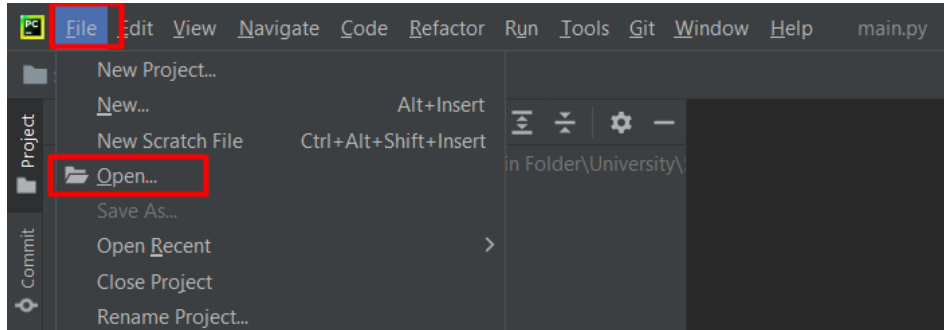 PC File Edit View Navigate Code Refactor Run Tools Git Window Help main.py
New Project...
New... Alt+Insert
New Scratch File Ctrl+Alt+Shift+Insert
in Folder\University\
Open...
Save As...
Open Recent
Close Project
Rename Project...
Project
Commit